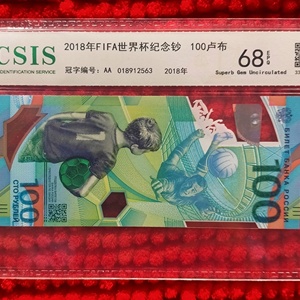 CSIS
IDENTIFICATION SERVICE
2018年FIFA世界杯纪念钞 100卢布
冠字编号: AA 018912563 2018年
68
Superb Gem Uncirculated
100
СТО РУБЛЕЙ
100
БИЛЕТ БАНКА РОССИИ